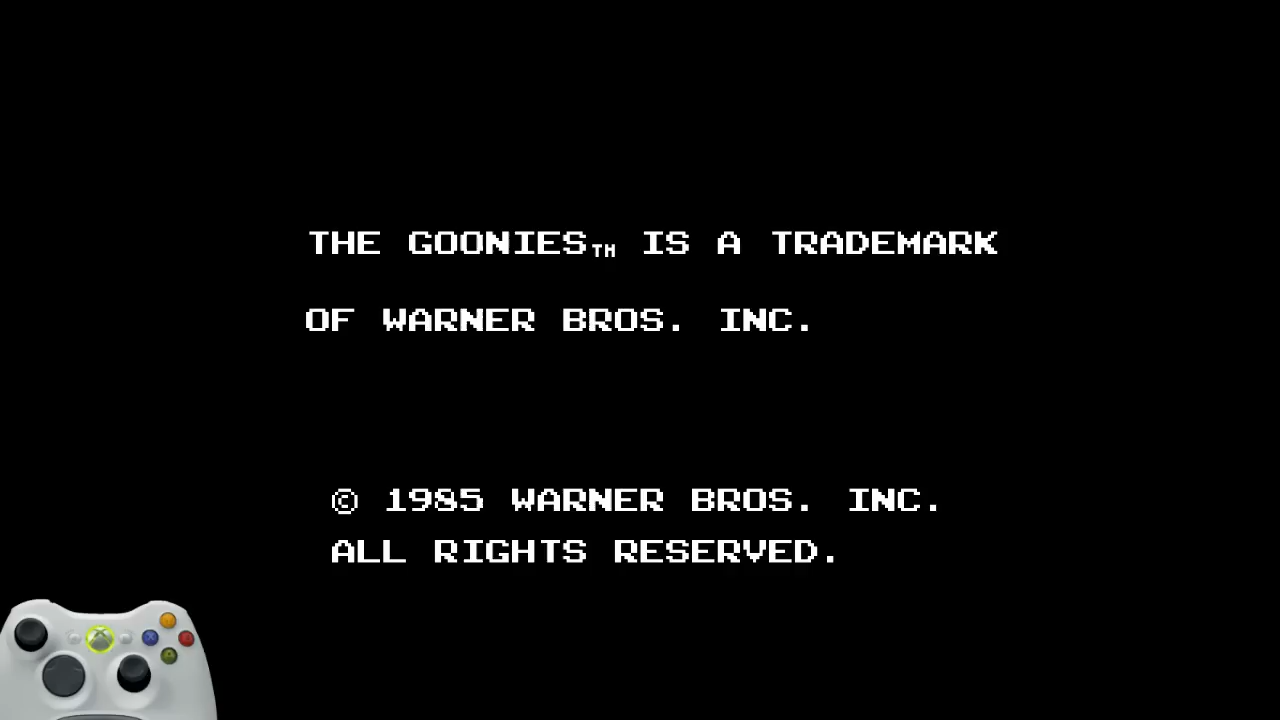 THE GOONIES™ IS A TRADEMARK
OF WARNER BROS. INC.
© 1985 WARNER BROS. INC.
ALL RIGHTS RESERVED.